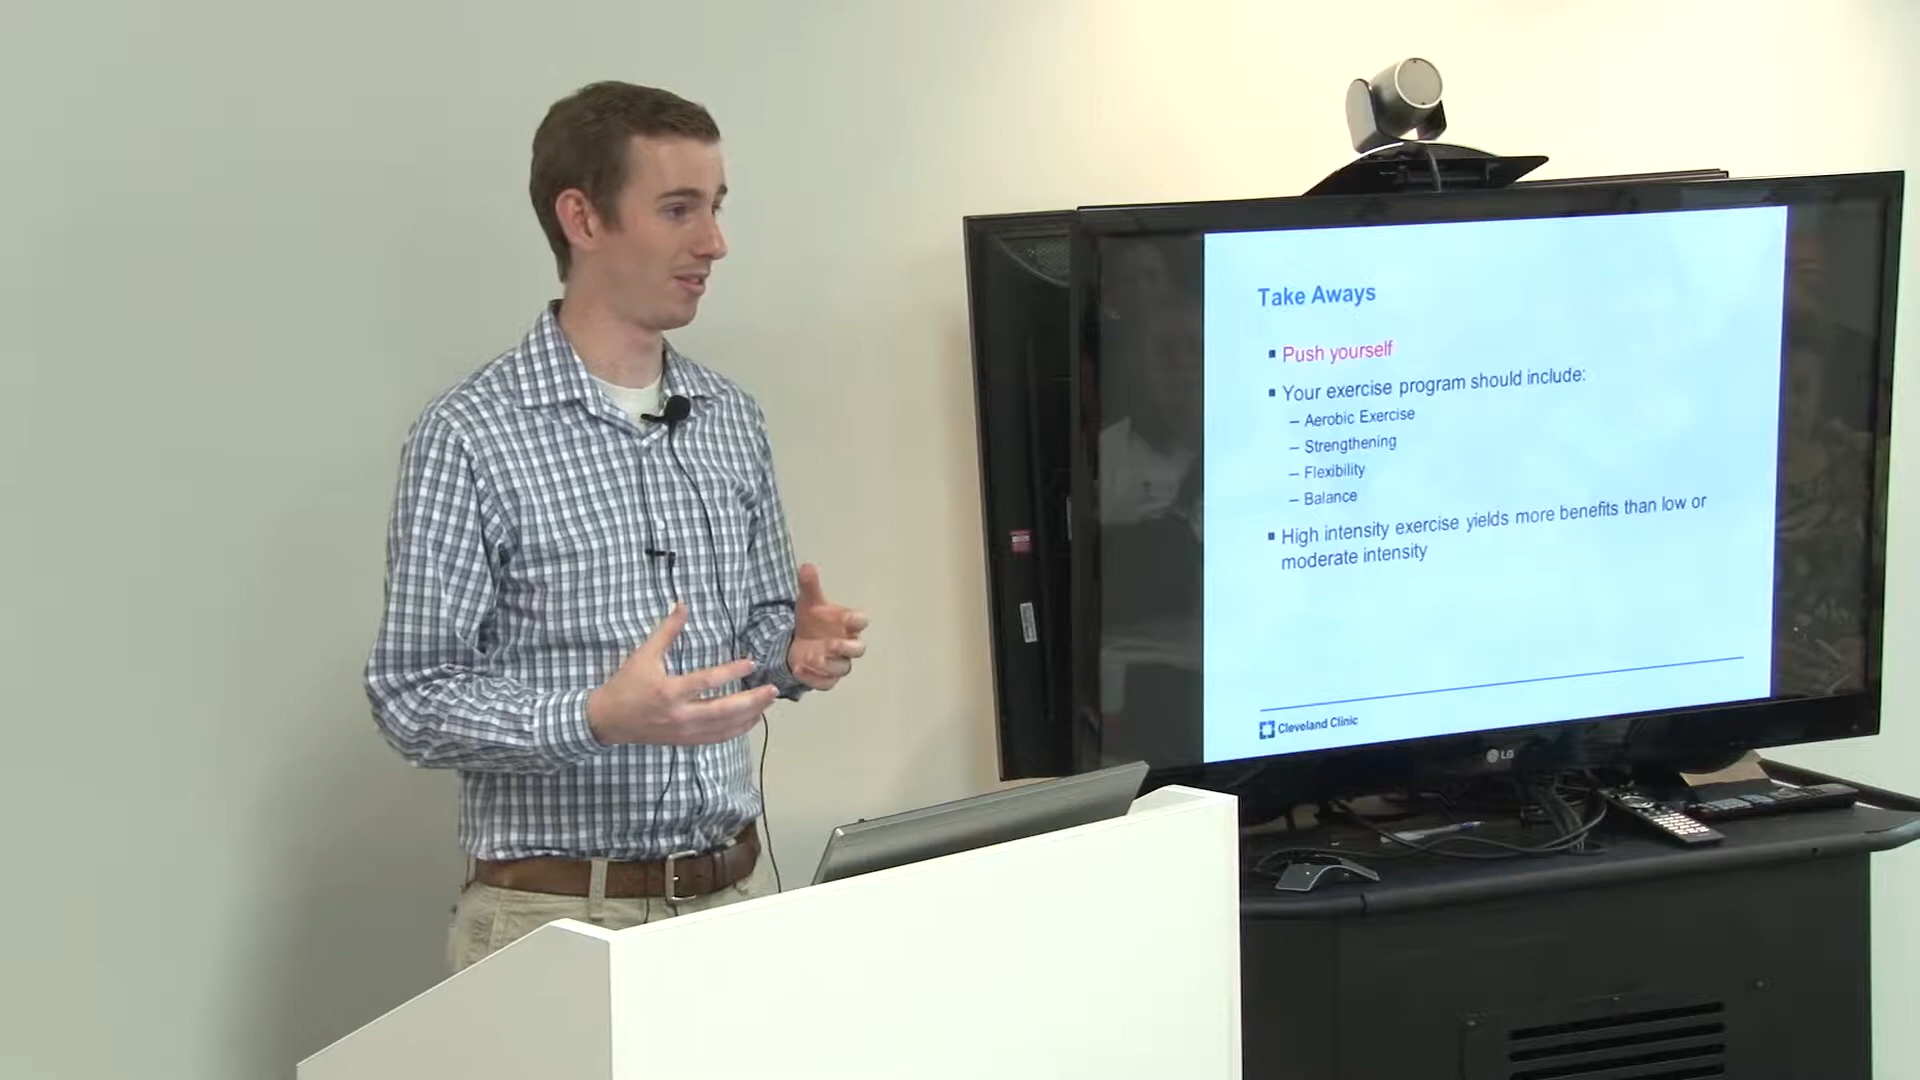 Take Aways
▪ Push yourself
▪ Your exercise program should include:
– Aerobic Exercise
– Strengthening
– Flexibility
– Balance
▪ High intensity exercise yields more benefits than low or
moderate intensity
Cleveland Clinic
LG